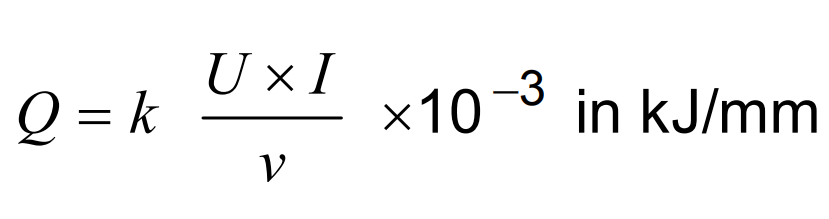 Q = k U × I / v ×10⁻³ in kJ/mm